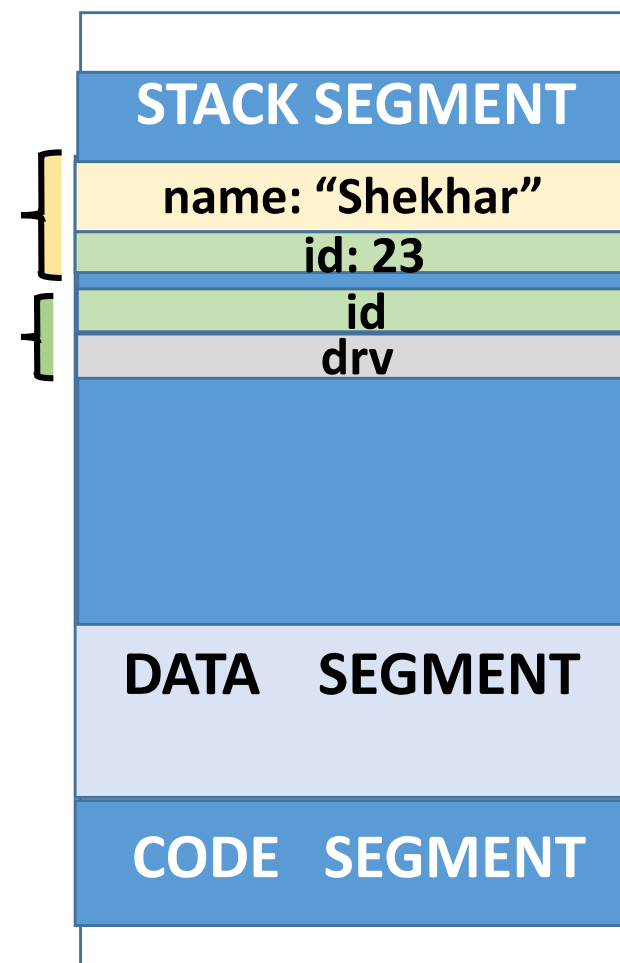 STACK SEGMENT
name: “Shekhar”
id: 23
id
drv
DATA SEGMENT
CODE SEGMENT